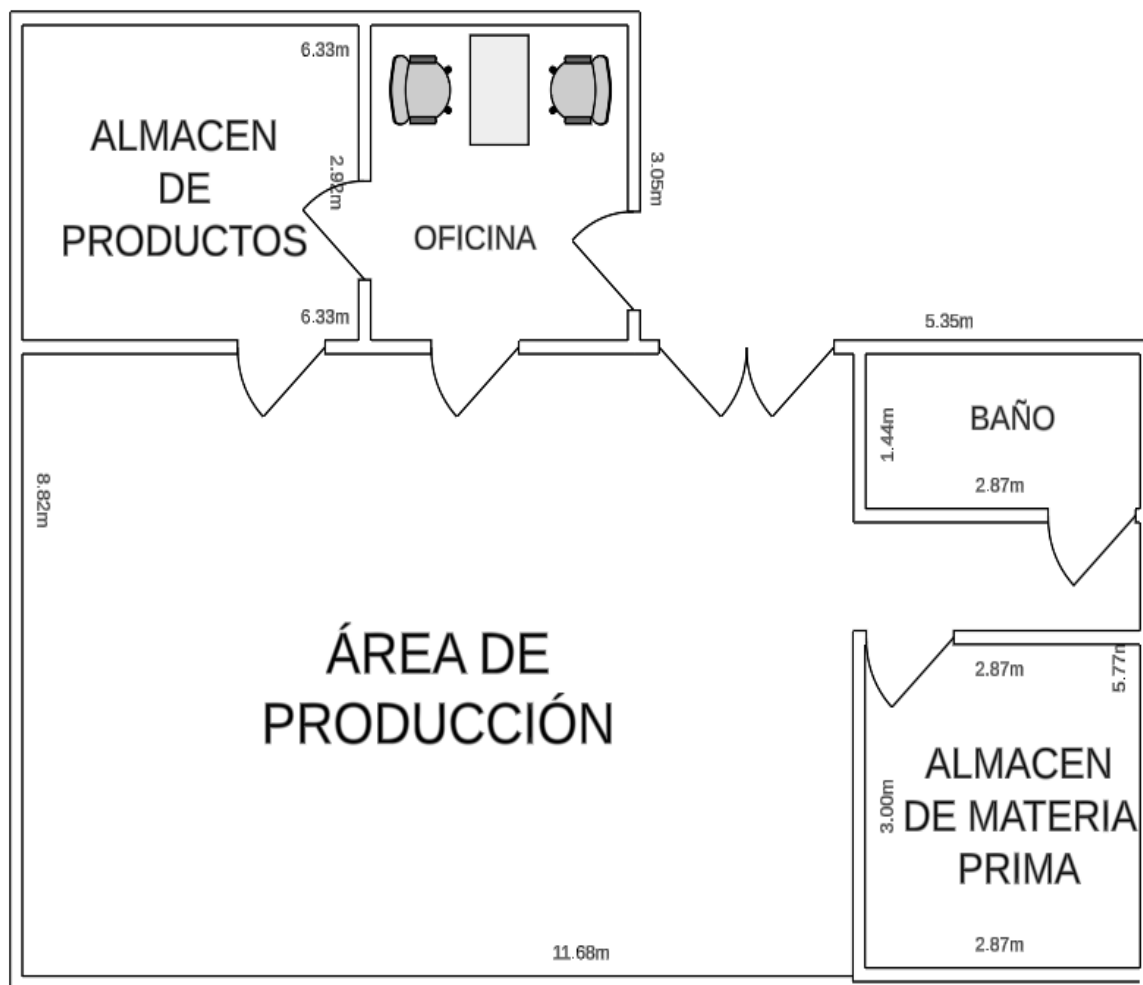 6.33m
ALMACEN
DE
PRODUCTOS
2.92m
3.05m
OFICINA
6.33m
5.35m
BAÑO
1.44m
2.87m
8.82m
ÁREA DE
PRODUCCIÓN
2.87m
5.77m
ALMACEN
DE MATERIA
PRIMA
3.00m
11.68m
2.87m